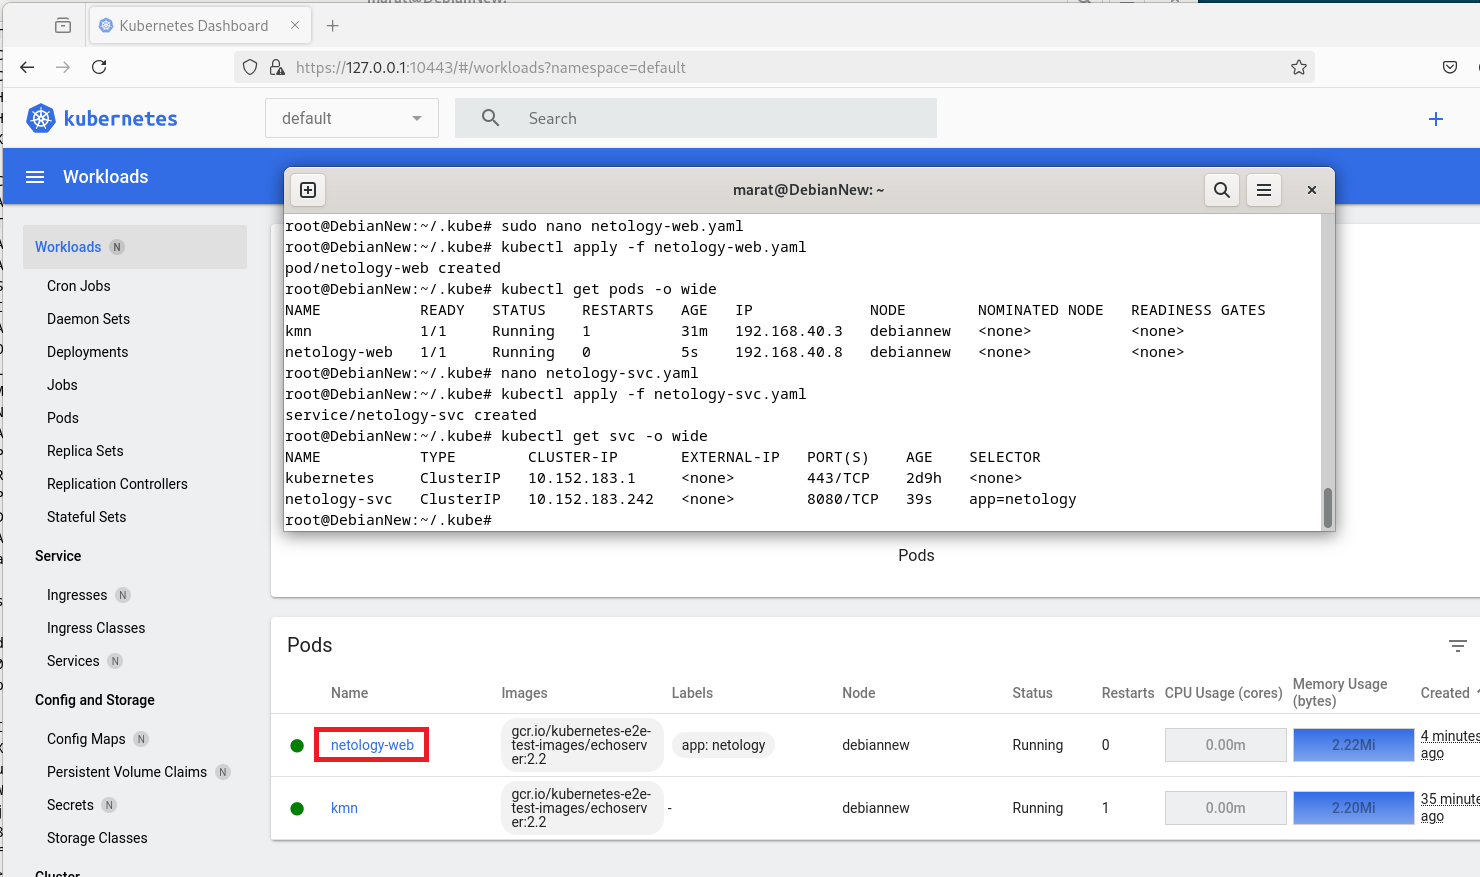 marat@DebianNew:
Kubernetes Dashboard
https://127.0.0.1:10443/#/workloads?namespace=default
kubernetes
default
Search
Workloads
marat@DebianNew: ~
root@DebianNew:~/.kube# sudo nano netology-web.yaml
root@DebianNew:~/.kube# kubectl apply -f netology-web.yaml
pod/netology-web created
root@DebianNew:~/.kube# kubectl get pods -o wide
NAME READY STATUS RESTARTS AGE IP NODE NOMINATED NODE READINESS GATES
kmn 1/1 Running 1 31m 192.168.40.3 debiannew <none> <none>
netology-web 1/1 Running 0 5s 192.168.40.8 debiannew <none> <none>
root@DebianNew:~/.kube# nano netology-svc.yaml
root@DebianNew:~/.kube# kubectl apply -f netology-svc.yaml
service/netology-svc created
root@DebianNew:~/.kube# kubectl get svc -o wide
NAME TYPE CLUSTER-IP EXTERNAL-IP PORT(S) AGE SELECTOR
kubernetes ClusterIP 10.152.183.1 <none> 443/TCP 2d9h <none>
netology-svc ClusterIP 10.152.183.242 <none> 8080/TCP 39s app=netology
root@DebianNew:~/.kube#
Workloads N
Cron Jobs
Daemon Sets
Deployments
Jobs
Pods
Replica Sets
Replication Controllers
Stateful Sets
Service
Ingresses N
Ingress Classes
Services N
Config and Storage
Config Maps N
Persistent Volume Claims N
Secrets N
Storage Classes
Cluster
Pods
Pods
Name Images Labels Node Status Restarts CPU Usage (cores) Memory Usage (bytes) Created
netology-web gcr.io/kubernetes-e2e-
test-images/echoserv
er:2.2 app: netology debiannew Running 0 0.00m 2.22Mi 4 minutes
ago
kmn gcr.io/kubernetes-e2e-
test-images/echoserv
er:2.2 - debiannew Running 1 0.00m 2.20Mi 35 minute
ago